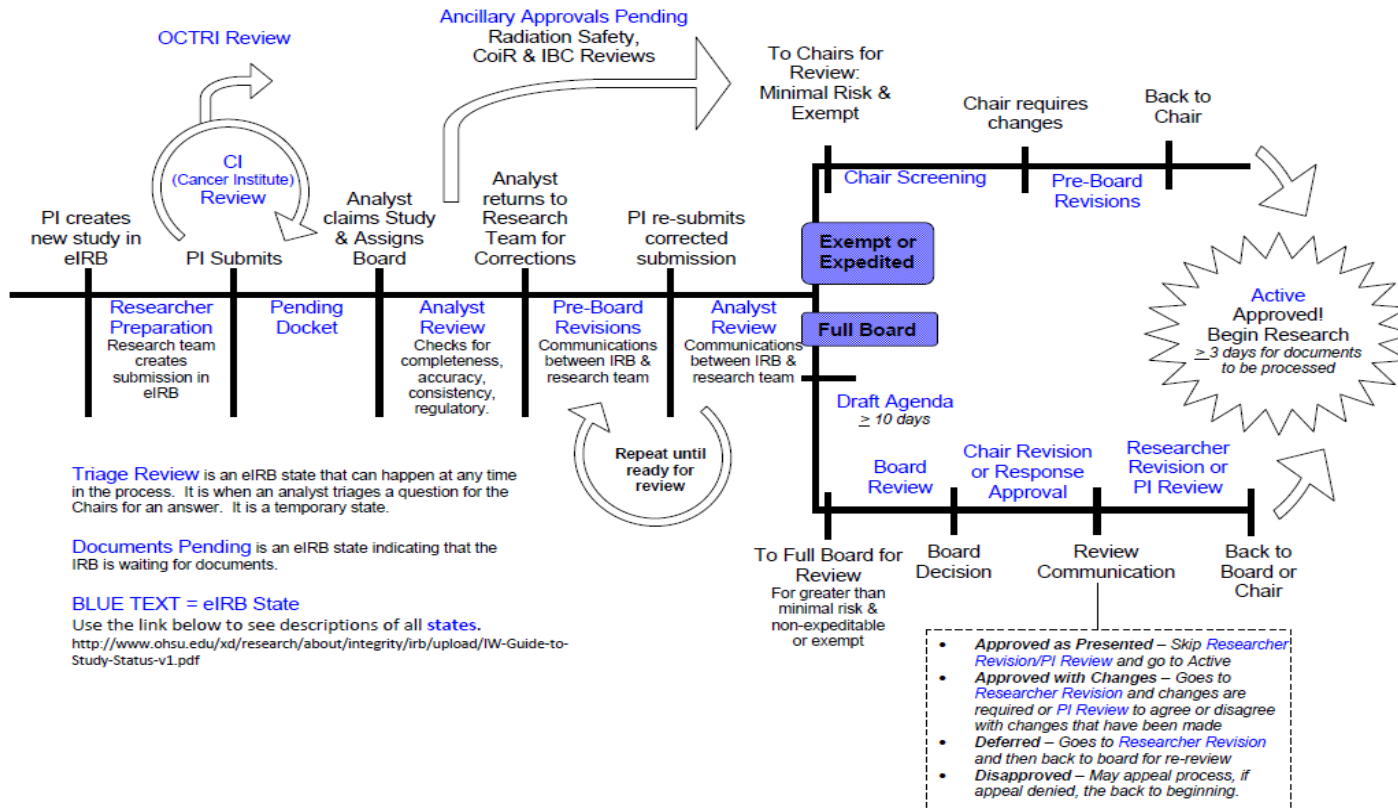 OCTRI Review
Ancillary Approvals Pending
Radiation Safety,
CoiR & IBC Reviews
To Chairs for
Review:
Minimal Risk &
Exempt
Chair requires
changes
Back to
Chair
CI
(Cancer Institute)
Review
Chair Screening
Pre-Board
Revisions
PI creates
new study in
eIRB
PI Submits
Analyst
claims Study
& Assigns
Board
Analyst
returns to
Research
Team for
Corrections
PI re-submits
corrected
submission
Exempt or
Expedited
Full Board
Researcher
Preparation
Research team
creates
submission in
eIRB
Pending
Docket
Analyst
Review
Checks for
completeness,
accuracy,
consistency,
regulatory.
Pre-Board
Revisions
Communications
between IRB &
research team
Analyst
Review
Communications
between IRB &
research team
Active
Approved!
Begin Research
> 3 days for documents
to be processed
Draft Agenda
> 10 days
Repeat until
ready for
review
Board
Review
Chair Revision
or Response
Approval
Researcher
Revision or
PI Review
To Full Board for
Review
For greater than
minimal risk &
non-expeditable
or exempt
Board
Decision
Review
Communication
Back to
Board or
Chair
Triage Review is an eIRB state that can happen at any time
in the process.  It is when an analyst triages a question for the
Chairs for an answer.  It is a temporary state.
Documents Pending is an eIRB state indicating that the
IRB is waiting for documents.
BLUE TEXT = eIRB State
Use the link below to see descriptions of all states.
http://www.ohsu.edu/xd/research/about/integrity/irb/upload/IW-Guide-to-
Study-Status-v1.pdf
• Approved as Presented – Skip Researcher
Revision/PI Review and go to Active
• Approved with Changes – Goes to
Researcher Revision and changes are
required or PI Review to agree or disagree
with changes that have been made
• Deferred – Goes to Researcher Revision
and then back to board for re-review
• Disapproved – May appeal process, if
appeal denied, the back to beginning.